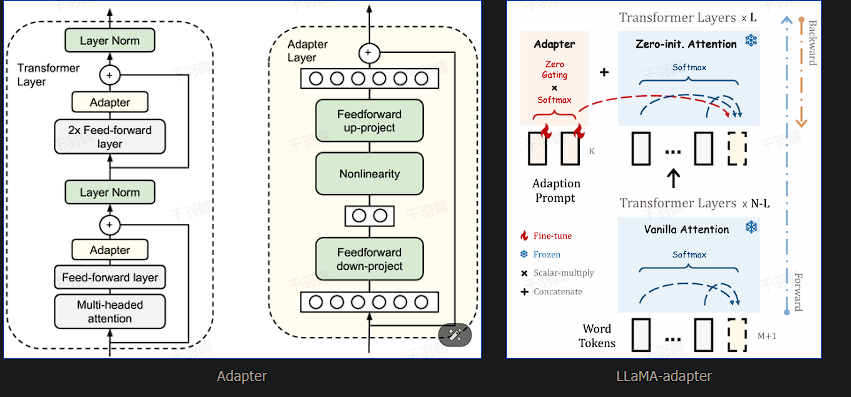 Layer Norm
Transformer
Layer
+
Adapter
2x Feed-forward
layer
Layer Norm
+
Adapter
Feed-forward layer
Multi-headed
attention
Adapter
Layer
+
Feedforward
up-project
Nonlinearity
Feedforward
down-project
Adapter
Transformer Layers x L
Adapter
Zero
Gating
×
Softmax
+
Zero-init. Attention
Softmax
K
...
Adaption
Prompt
Transformer Layers x N-L
Fine-tune
Frozen
× Scalar-multiply
+ Concatenate
Vanilla Attention
Softmax
Word
Tokens
...
M+1
Backward
Forward
LLaMA-adapter
千羽鹤